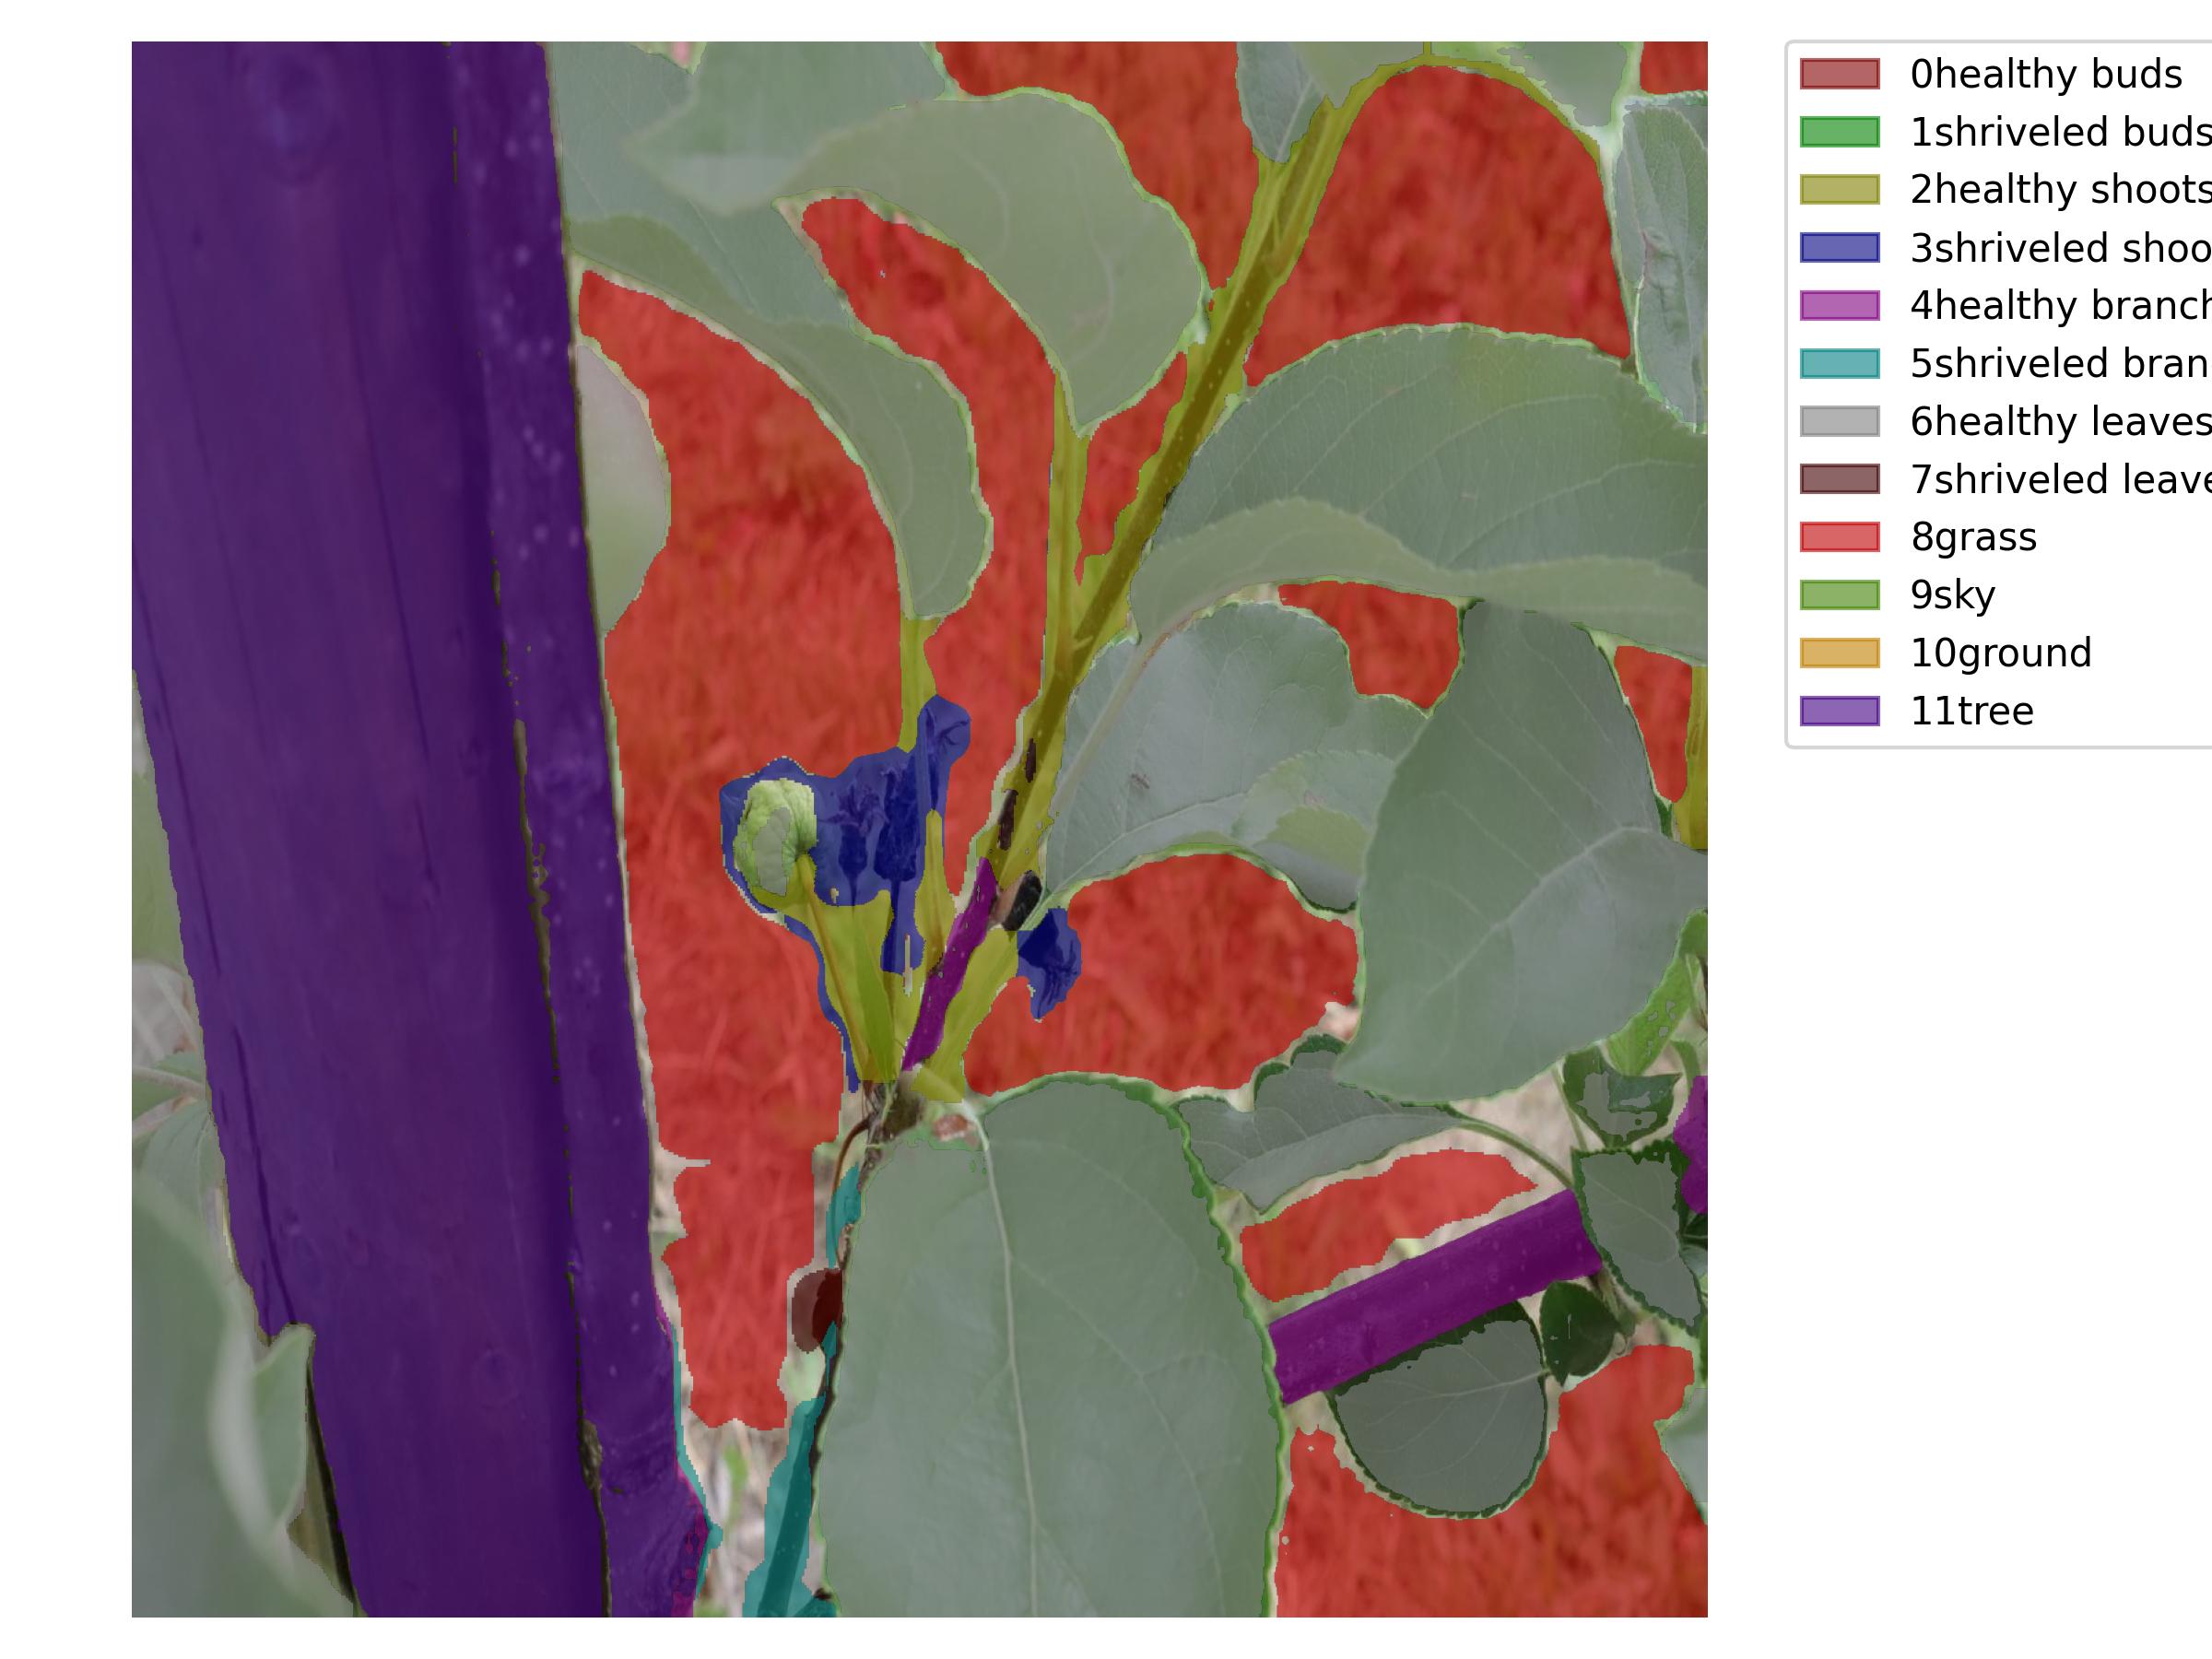 0healthy buds
1shriveled buds
2healthy shoots
3shriveled shoo
4healthy branch
5shriveled bran
6healthy leaves
7shriveled leave
8grass
9sky
10ground
11tree